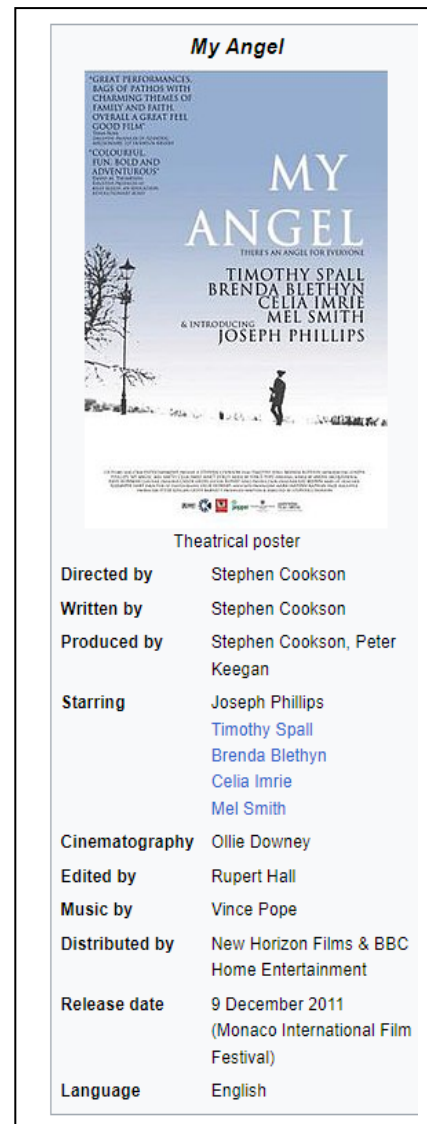 My Angel
"GREAT PERFORMANCES,
BAGS OF PATHOS WITH
CHARMING THEMES OF
FAMILY AND FAITH,
OVERALL A GREAT FEEL
GOOD FILM"
"COLOURFUL,
FUN, BOLD AND
ADVENTUROUS"
MY
ANGEL
THERE'S AN ANGEL FOR EVERYONE
TIMOTHY SPALL
BRENDA BLETHYN
CELIA IMRIE
MEL SMITH
& INTRODUCING
JOSEPH PHILLIPS
Theatrical poster
Directed by Stephen Cookson
Written by Stephen Cookson
Produced by Stephen Cookson, Peter
Keegan
Starring Joseph Phillips
Timothy Spall
Brenda Blethyn
Celia Imrie
Mel Smith
Cinematography Ollie Downey
Edited by Rupert Hall
Music by Vince Pope
Distributed by New Horizon Films & BBC
Home Entertainment
Release date 9 December 2011
(Monaco International Film
Festival)
Language English